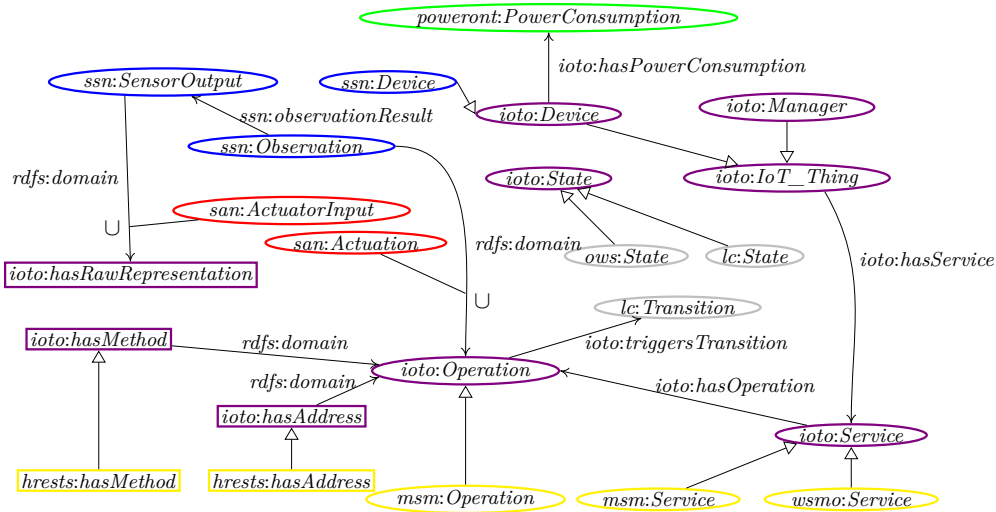 poweront:PowerConsumption
ioto:hasPowerConsumption
ssn:SensorOutput
ssn:Device
ioto:Device
ioto:Manager
ssn:observationResult
ssn:Observation
rdfs:domain
ioto:State
ioto:IoT_Thing
san:ActuatorInput
∪
san:Actuation
rdfs:domain
ows:State
lc:State
ioto:hasService
ioto:hasRawRepresentation
∪
lc:Transition
ioto:hasMethod
rdfs:domain
ioto:triggersTransition
ioto:Operation
rdfs:domain
ioto:hasOperation
ioto:hasAddress
ioto:Service
hrests:hasMethod
hrests:hasAddress
msm:Operation
msm:Service
wsmo:Service